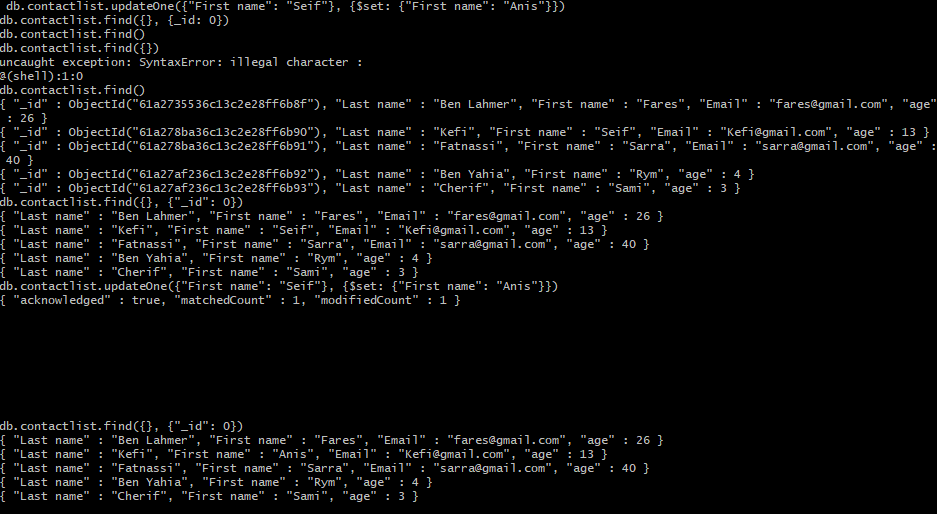 db.contactlist.updateOne({"First name": "Seif"}, {$set: {"First name": "Anis"}})
db.contactlist.find({}, {_id: 0})
db.contactlist.find()
db.contactlist.find({})
uncaught exception: SyntaxError: illegal character :
@(shell):1:0
db.contactlist.find()
{ "_id" : ObjectId("61a2735536c13c2e28ff6b8f"), "Last name" : "Ben Lahmer", "First name" : "Fares", "Email" : "fares@gmail.com", "age"
: 26 }
{ "_id" : ObjectId("61a278ba36c13c2e28ff6b90"), "Last name" : "Kefi", "First name" : "Seif", "Email" : "Kefi@gmail.com", "age" : 13 }
{ "_id" : ObjectId("61a278ba36c13c2e28ff6b91"), "Last name" : "Fatnassi", "First name" : "Sarra", "Email" : "sarra@gmail.com", "age" :
40 }
{ "_id" : ObjectId("61a27af236c13c2e28ff6b92"), "Last name" : "Ben Yahia", "First name" : "Rym", "age" : 4 }
{ "_id" : ObjectId("61a27af236c13c2e28ff6b93"), "Last name" : "Cherif", "First name" : "Sami", "age" : 3 }
db.contactlist.find({}, {"_id": 0})
{ "Last name" : "Ben Lahmer", "First name" : "Fares", "Email" : "fares@gmail.com", "age" : 26 }
{ "Last name" : "Kefi", "First name" : "Seif", "Email" : "Kefi@gmail.com", "age" : 13 }
{ "Last name" : "Fatnassi", "First name" : "Sarra", "Email" : "sarra@gmail.com", "age" : 40 }
{ "Last name" : "Ben Yahia", "First name" : "Rym", "age" : 4 }
{ "Last name" : "Cherif", "First name" : "Sami", "age" : 3 }
db.contactlist.updateOne({"First name": "Seif"}, {$set: {"First name": "Anis"}})
{ "acknowledged" : true, "matchedCount" : 1, "modifiedCount" : 1 }
db.contactlist.find({}, {"_id": 0})
{ "Last name" : "Ben Lahmer", "First name" : "Fares", "Email" : "fares@gmail.com", "age" : 26 }
{ "Last name" : "Kefi", "First name" : "Anis", "Email" : "Kefi@gmail.com", "age" : 13 }
{ "Last name" : "Fatnassi", "First name" : "Sarra", "Email" : "sarra@gmail.com", "age" : 40 }
{ "Last name" : "Ben Yahia", "First name" : "Rym", "age" : 4 }
{ "Last name" : "Cherif", "First name" : "Sami", "age" : 3 }